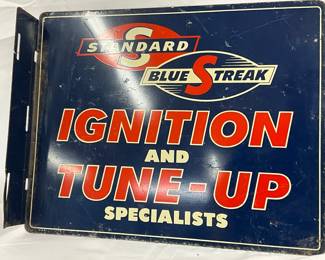 STANDARD
BLUE STREAK
IGNITION
AND
TUNE-UP
SPECIALISTS